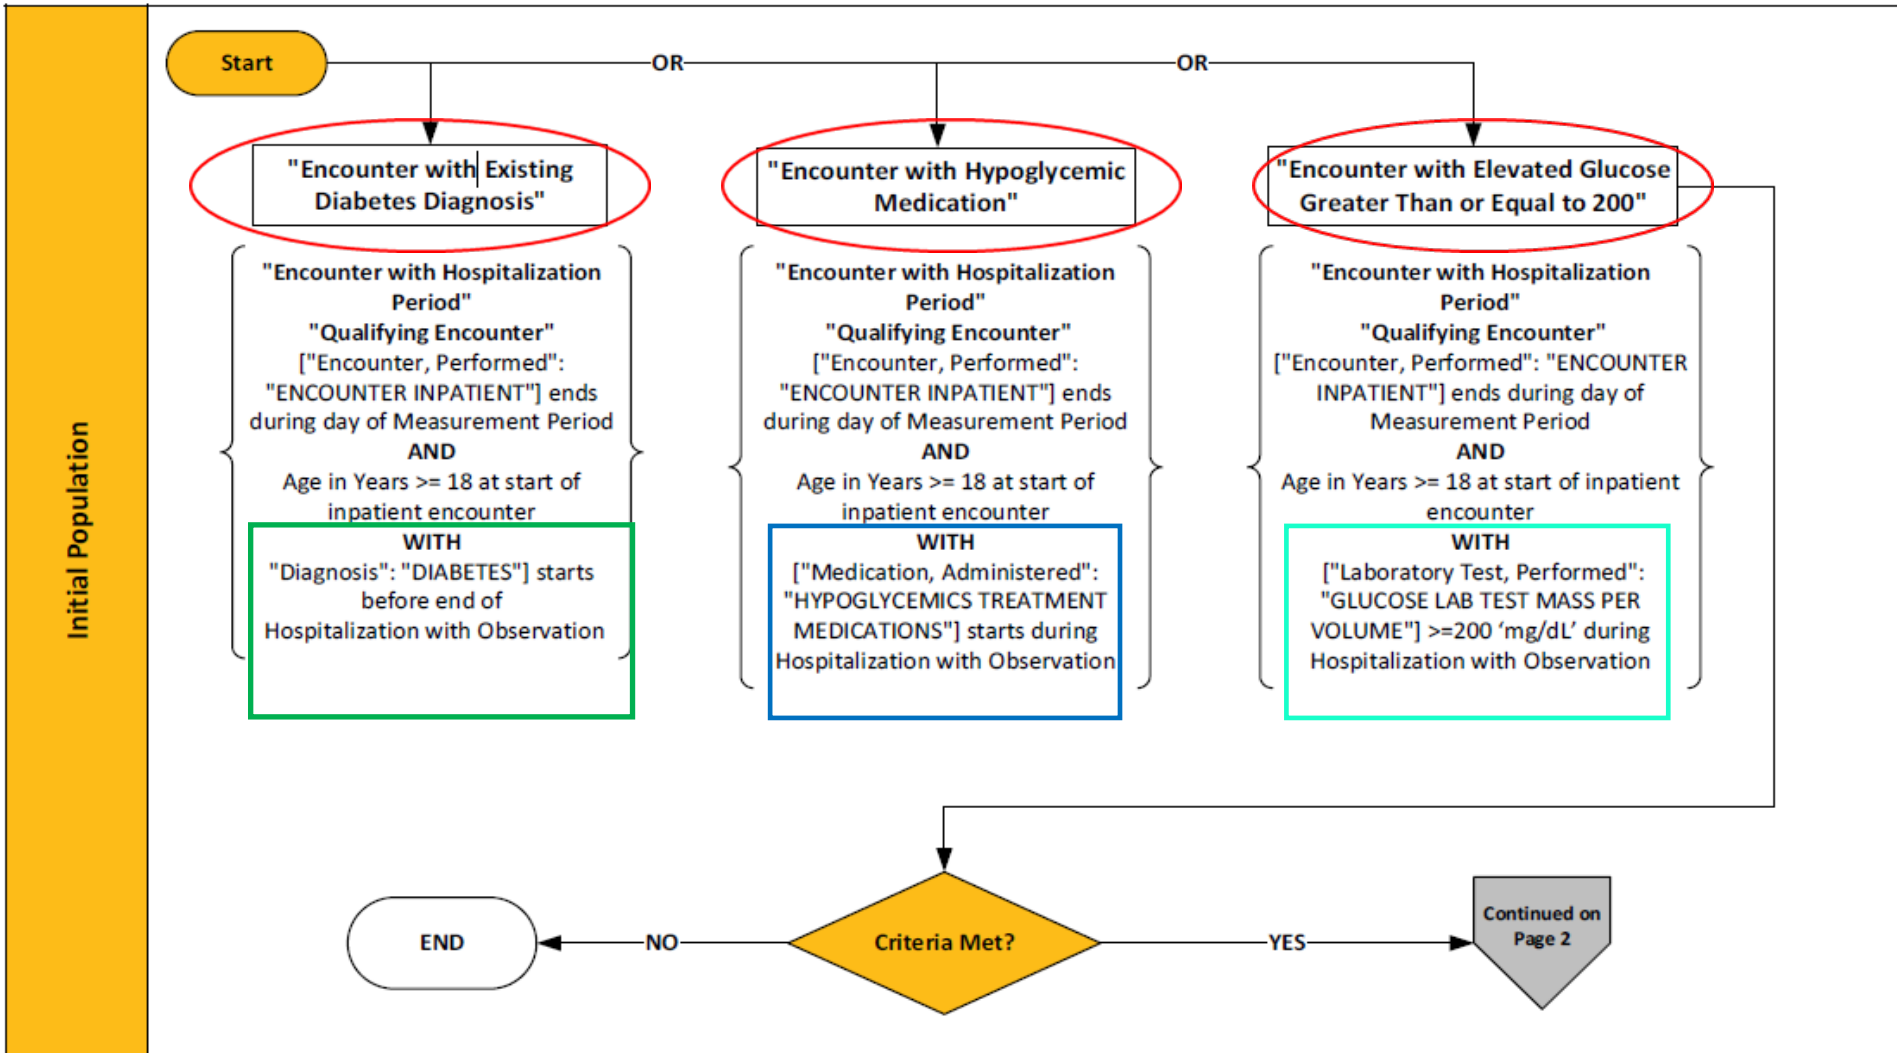 Initial Population
Start
OR
OR
"Encounter with Existing
Diabetes Diagnosis"
"Encounter with Hypoglycemic
Medication"
"Encounter with Elevated Glucose
Greater Than or Equal to 200"
"Encounter with Hospitalization
Period"
"Qualifying Encounter"
["Encounter, Performed":
"ENCOUNTER INPATIENT"] ends
during day of Measurement Period
AND
Age in Years >= 18 at start of
inpatient encounter
WITH
"Diagnosis": "DIABETES"] starts
before end of
Hospitalization with Observation
"Encounter with Hospitalization
Period"
"Qualifying Encounter"
["Encounter, Performed":
"ENCOUNTER INPATIENT"] ends
during day of Measurement Period
AND
Age in Years >= 18 at start of
inpatient encounter
WITH
["Medication, Administered":
"HYPOGLYCEMICS TREATMENT
MEDICATIONS"] starts during
Hospitalization with Observation
"Encounter with Hospitalization
Period"
"Qualifying Encounter"
["Encounter, Performed": "ENCOUNTER
INPATIENT"] ends during day of
Measurement Period
AND
Age in Years >= 18 at start of inpatient
encounter
WITH
["Laboratory Test, Performed":
"GLUCOSE LAB TEST MASS PER
VOLUME"] >=200 ‘mg/dL’ during
Hospitalization with Observation
END
NO
Criteria Met?
YES
Continued on
Page 2